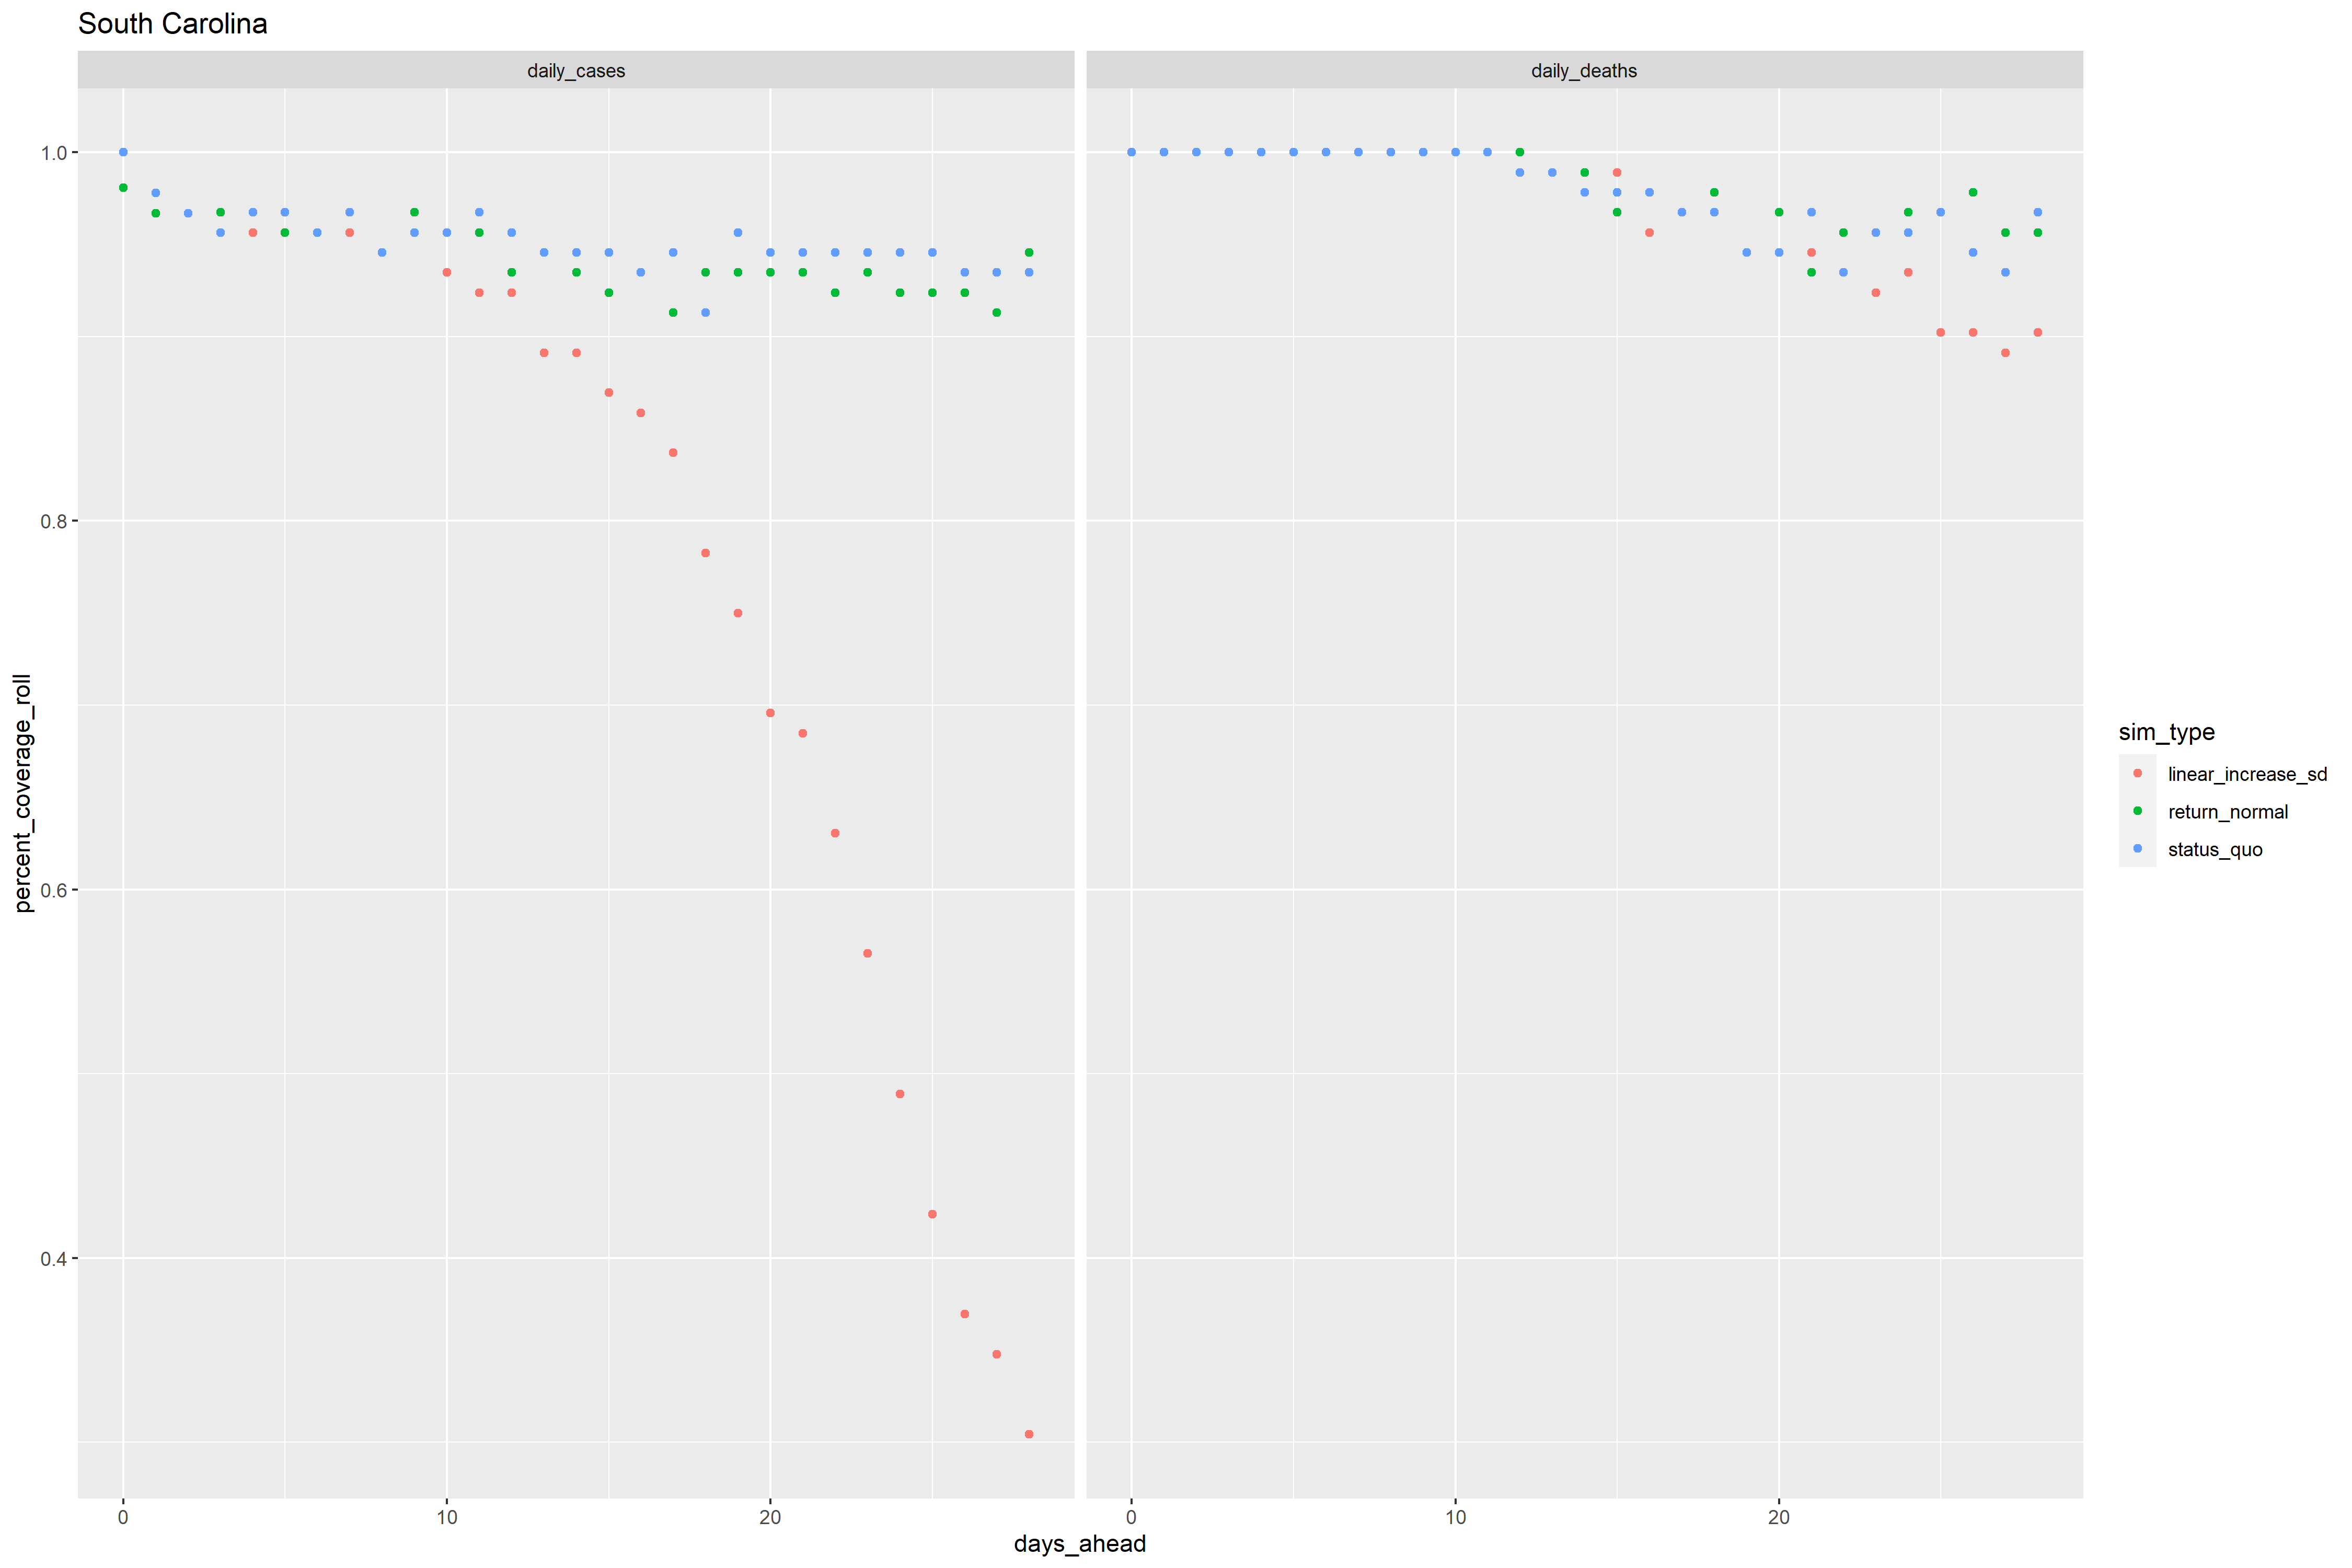 South Carolina
daily_cases
daily_deaths
percent_coverage_roll
1.0
0.8
0.6
0.4
0
10
20
0
10
20
days_ahead
sim_type
linear_increase_sd
return_normal
status_quo